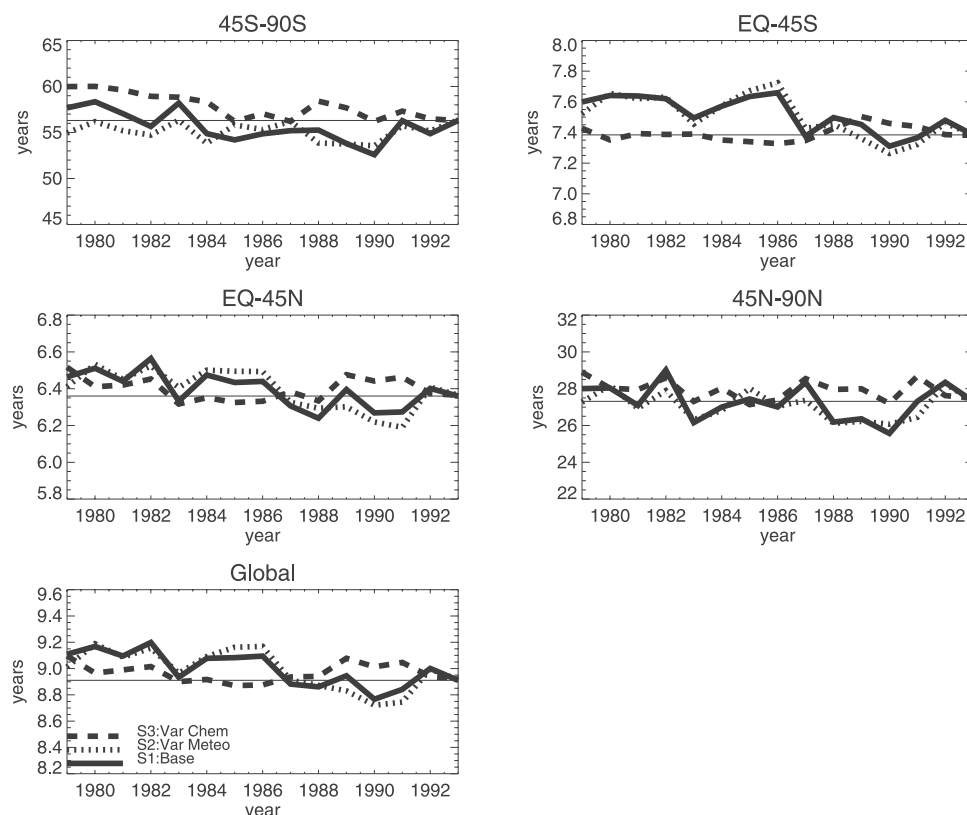 45S-90S
65
60
55
50
45
years
1980 1982 1984 1986 1988 1990 1992
year
EQ-45S
8.0
7.8
7.6
7.4
7.2
7.0
6.8
years
1980 1982 1984 1986 1988 1990 1992
year
EQ-45N
6.8
6.6
6.4
6.2
6.0
5.8
years
1980 1982 1984 1986 1988 1990 1992
year
45N-90N
32
30
28
26
24
22
years
1980 1982 1984 1986 1988 1990 1992
year
Global
9.6
9.4
9.2
9.0
8.8
8.6
8.4
8.2
years
S3:Var Chem
S2:Var Meteo
S1:Base
1980 1982 1984 1986 1988 1990 1992
year